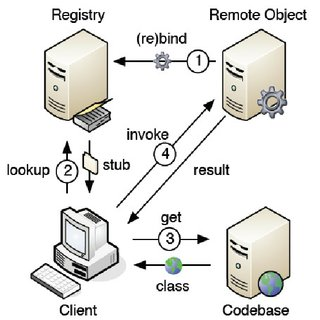 Registry
Remote Object
(re)bind
1
invoke
4
lookup
2
stub
result
get
3
class
Client
Codebase